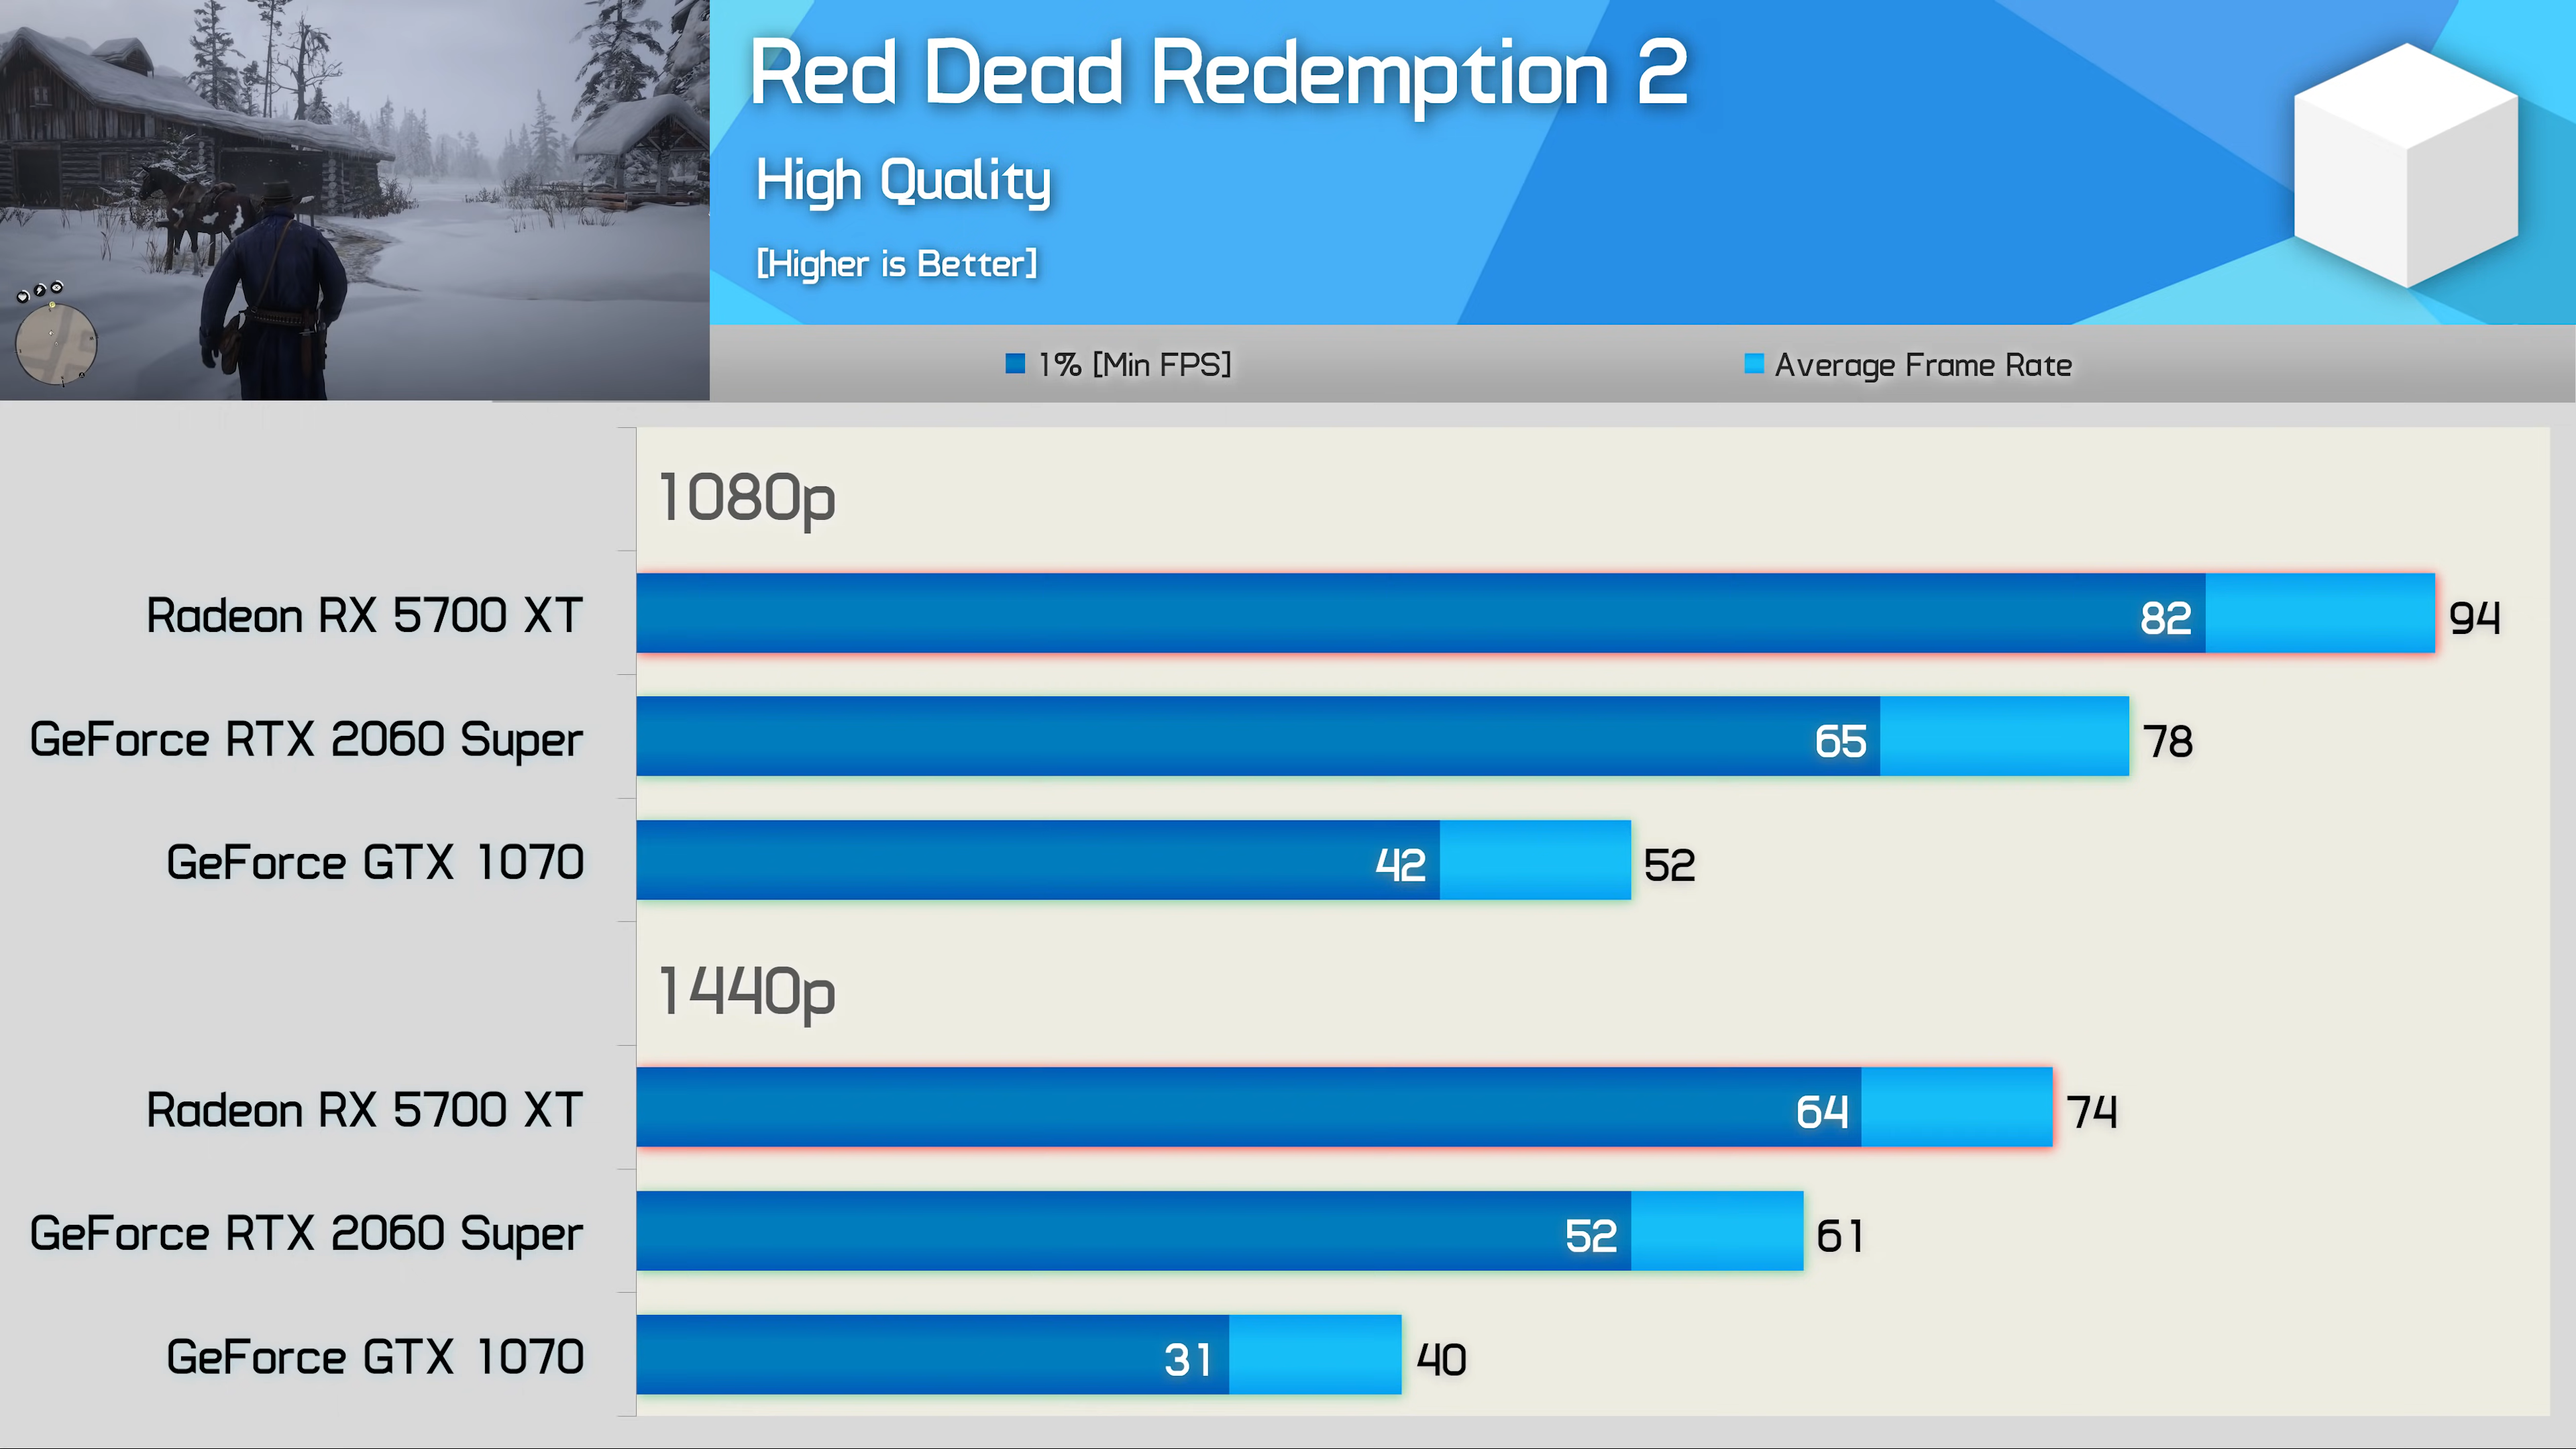 Red Dead Redemption 2
High Quality
[Higher is Better]
1% [Min FPS]
Average Frame Rate
1080p
Radeon RX 5700 XT
82
94
GeForce RTX 2060 Super
65
78
GeForce GTX 1070
42
52
1440p
Radeon RX 5700 XT
64
74
GeForce RTX 2060 Super
52
61
GeForce GTX 1070
31
40